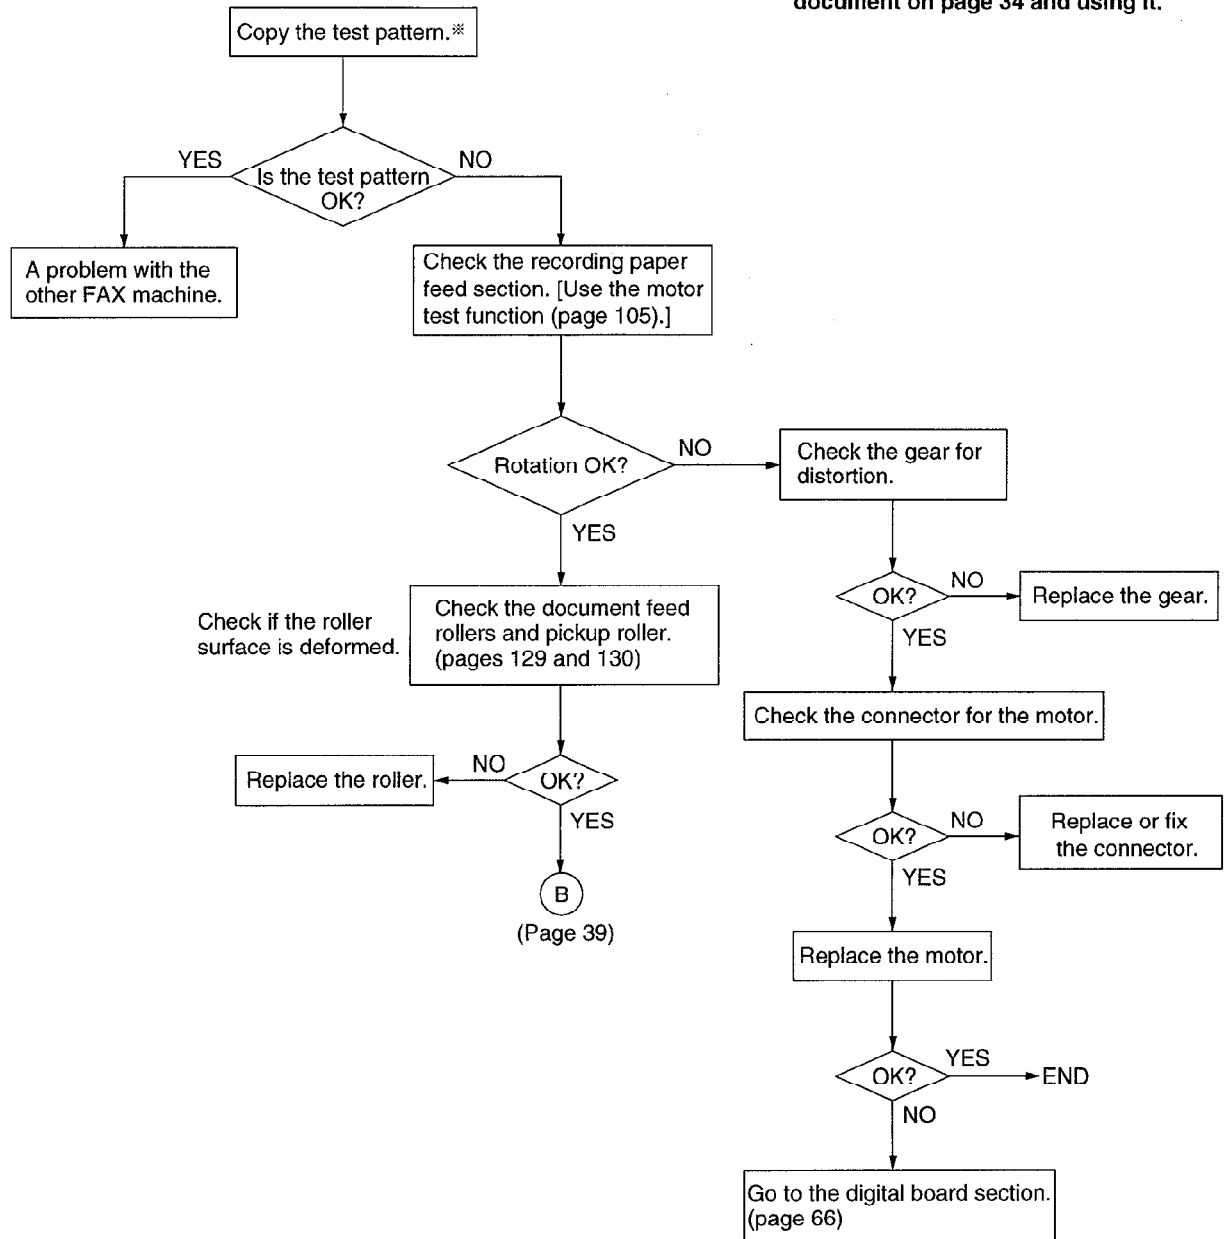 document on page 34 and using it.
Copy the test pattern.※
YES
NO
Is the test pattern
OK?
A problem with the
other FAX machine.
Check the recording paper
feed section. [Use the motor
test function (page 105).]
Rotation OK?
NO
YES
Check the gear for
distortion.
OK?
NO
Replace the gear.
YES
Check if the roller
surface is deformed.
Check the document feed
rollers and pickup roller.
(pages 129 and 130)
Check the connector for the motor.
Replace the roller.
NO
OK?
YES
B
(Page 39)
OK?
NO
Replace or fix
the connector.
YES
Replace the motor.
OK?
YES
END
NO
Go to the digital board section.
(page 66)